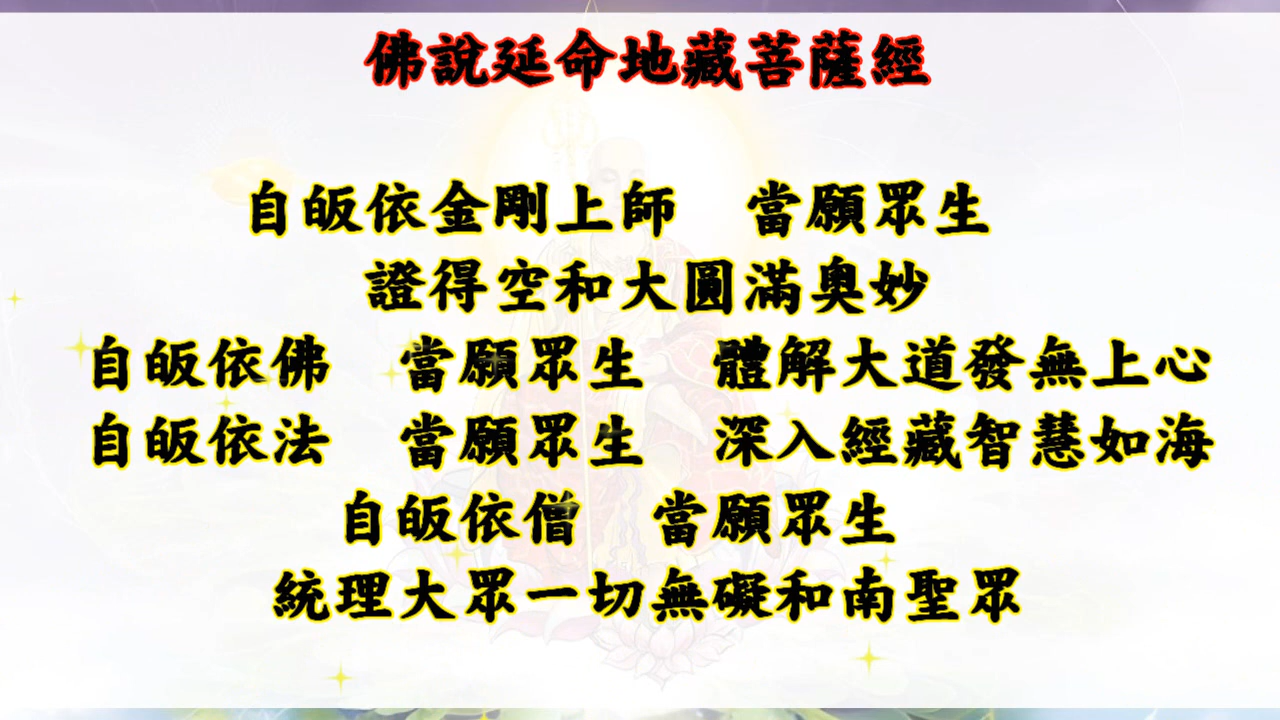 佛說延命地藏菩薩經
自皈依金剛上師 當願眾生
證得空和大圓滿奧妙
自皈依佛 當願眾生 體解大道發無上心
自皈依法 當願眾生 深入經藏智慧如海
自皈依僧 當願眾生
統理大眾一切無礙和南聖眾